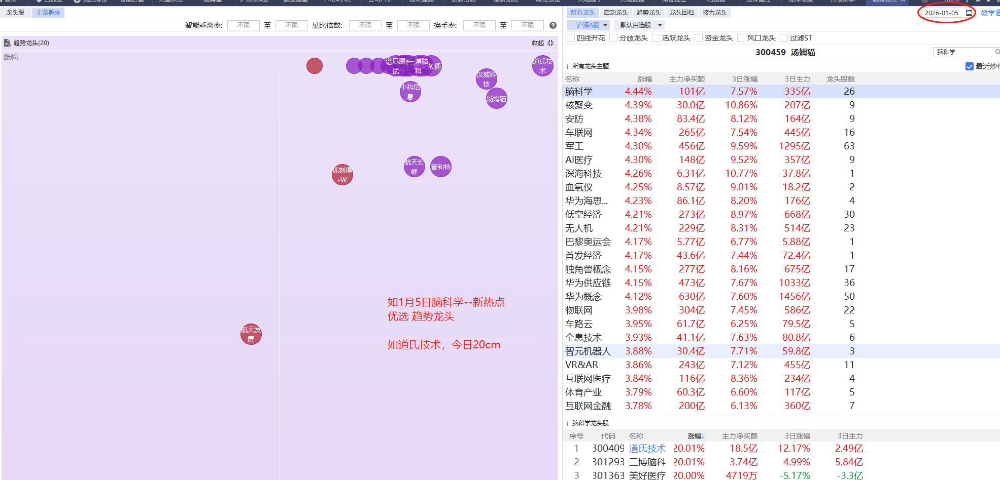 龙头股 主题概念
智能乖离率: 不限 至 不限 量比倍数: 不限 至 不限 换手率: 不限 至 不限
趋势龙头(20) 收起
涨幅
谱尼测试
三博脑科
道氏技术
汉威科技
中科信息
汤姆猫
航天长峰
普利特
优刻得-W
航天发展
如1月5日脑科学--新热点
优选 趋势龙头
如道氏技术，今日20cm
所有龙头 启动龙头 趋势龙头 龙头回档 接力龙头 2026-01-05 教学
沪深A股 默认自选股
四线开花 分歧龙头 活跃龙头 资金龙头 风口龙头 过滤ST
300459 汤姆猫 脑科学
所有龙头主题 最近炒作
名称 涨幅 主力净买额 3日涨幅 3日主力 龙头股数
脑科学 4.44% 101亿 7.57% 335亿 26
核聚变 4.39% 30.0亿 10.86% 207亿 9
安防 4.38% 83.4亿 8.12% 164亿 9
车联网 4.34% 265亿 7.54% 445亿 16
军工 4.30% 456亿 9.59% 1295亿 63
AI医疗 4.30% 148亿 9.52% 357亿 9
深海科技 4.26% 6.31亿 10.77% 37.8亿 1
血氧仪 4.25% 8.57亿 9.01% 18.2亿 2
华为海思... 4.23% 86.1亿 8.20% 176亿 4
低空经济 4.21% 273亿 8.97% 668亿 30
无人机 4.21% 229亿 8.31% 514亿 23
巴黎奥运会 4.17% 5.77亿 6.77% 5.88亿 1
首发经济 4.17% 43.6亿 7.44% 72.4亿 1
独角兽概念 4.15% 277亿 8.16% 675亿 17
华为供应链 4.15% 473亿 7.67% 1033亿 36
华为概念 4.12% 630亿 7.60% 1456亿 50
物联网 3.98% 304亿 7.45% 586亿 22
车路云 3.95% 61.7亿 6.25% 79.5亿 5
全息技术 3.93% 41.1亿 7.63% 80.8亿 6
智元机器人 3.88% 30.4亿 7.71% 59.8亿 3
VR&AR 3.86% 243亿 7.12% 455亿 11
互联网医疗 3.84% 116亿 8.36% 234亿 4
体育产业 3.79% 60.3亿 6.60% 117亿 5
互联网金融 3.78% 200亿 6.13% 360亿 7
脑科学龙头股
序号 代码 名称 涨幅↓ 主力净买额 3日涨幅 3日主力
1 300409 道氏技术 20.01% 18.5亿 12.17% 2.49亿
2 301293 三博脑科 20.01% 3.74亿 4.99% 5.84亿
3 301363 美好医疗 20.00% 4719万 -5.17% -3.3亿